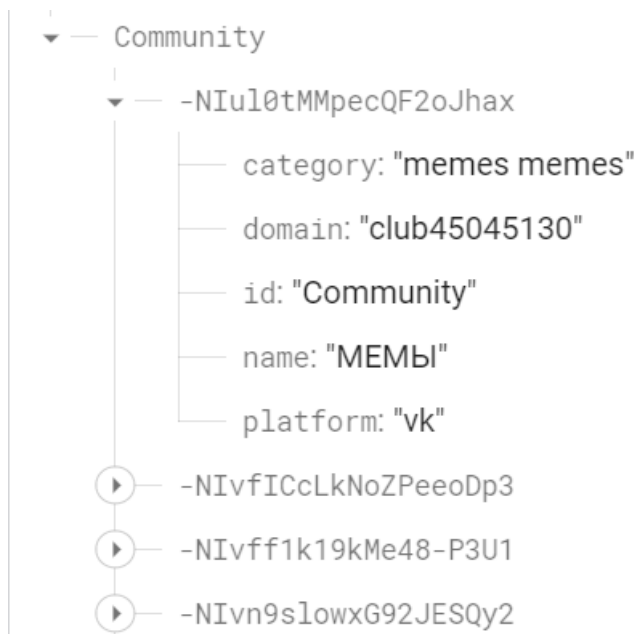 Community
-NIul0tMMpecQF2oJhax
category: "memes memes"
domain: "club45045130"
id: "Community"
name: "МЕМЫ"
platform: "vk"
-NIvfICcLkNoZPeeoDp3
-NIvff1k19kMe48-P3U1
-NIvn9slowxG92JESQy2